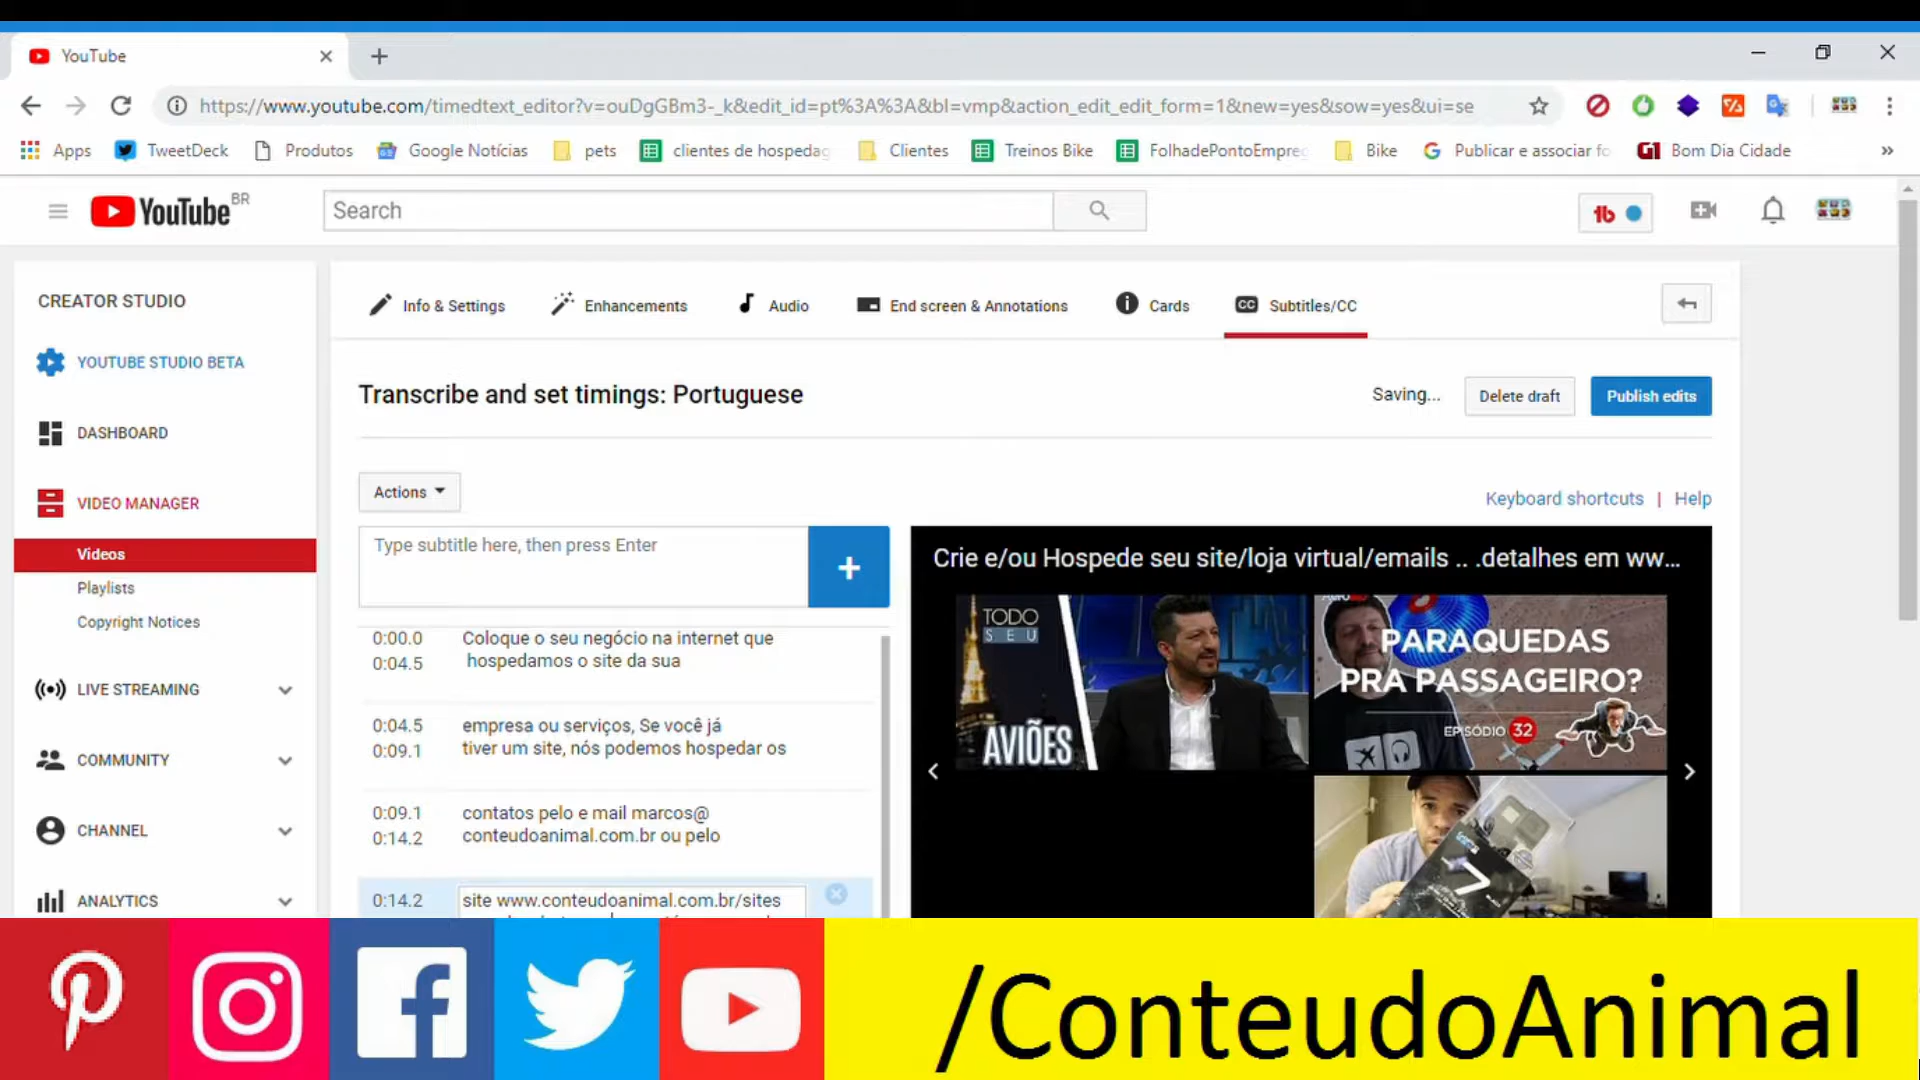 YouTube
https://www.youtube.com/timedtext_editor?v=ouDgGBm3-_k&edit_id=pt%3A%3A&bl=vmp&action_edit_edit_form=1&new=yes&sow=yes&ui=se
Apps TweetDeck Produtos Google Notícias pets clientes de hospedag Clientes Treinos Bike FolhadePontoEmpreg Bike Publicar e associar fo G1 Bom Dia Cidade »
YouTube BR
Search
tb
CREATOR STUDIO
YOUTUBE STUDIO BETA
DASHBOARD
VIDEO MANAGER
Videos
Playlists
Copyright Notices
LIVE STREAMING
COMMUNITY
CHANNEL
ANALYTICS
Info & Settings Enhancements Audio End screen & Annotations Cards CC Subtitles/CC
Transcribe and set timings: Portuguese
Saving... Delete draft Publish edits
Actions
Keyboard shortcuts | Help
Type subtitle here, then press Enter
+
0:00.0 Coloque o seu negócio na internet que
0:04.5 hospedamos o site da sua
0:04.5 empresa ou serviços, Se você já
0:09.1 tiver um site, nós podemos hospedar os
0:09.1 contatos pelo e mail marcos@
0:14.2 conteudoanimal.com.br ou pelo
0:14.2 site www.conteudoanimal.com.br/sites
Crie e/ou Hospede seu site/loja virtual/emails .. .detalhes em ww...
TODO
SEU
AVIÕES
PARAQUEDAS
PRA PASSAGEIRO?
EPISÓDIO 32
7
/ConteudoAnimal